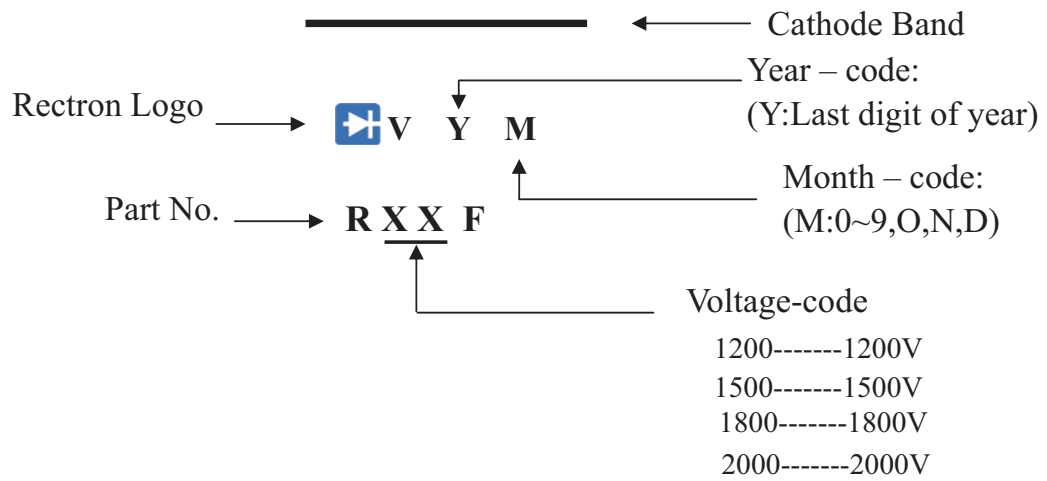 Cathode Band
Year – code:
(Y:Last digit of year)
Rectron Logo
V Y M
Month – code:
(M:0~9,O,N,D)
Part No.
R X X F
Voltage-code
1200-------1200V
1500-------1500V
1800-------1800V
2000-------2000V